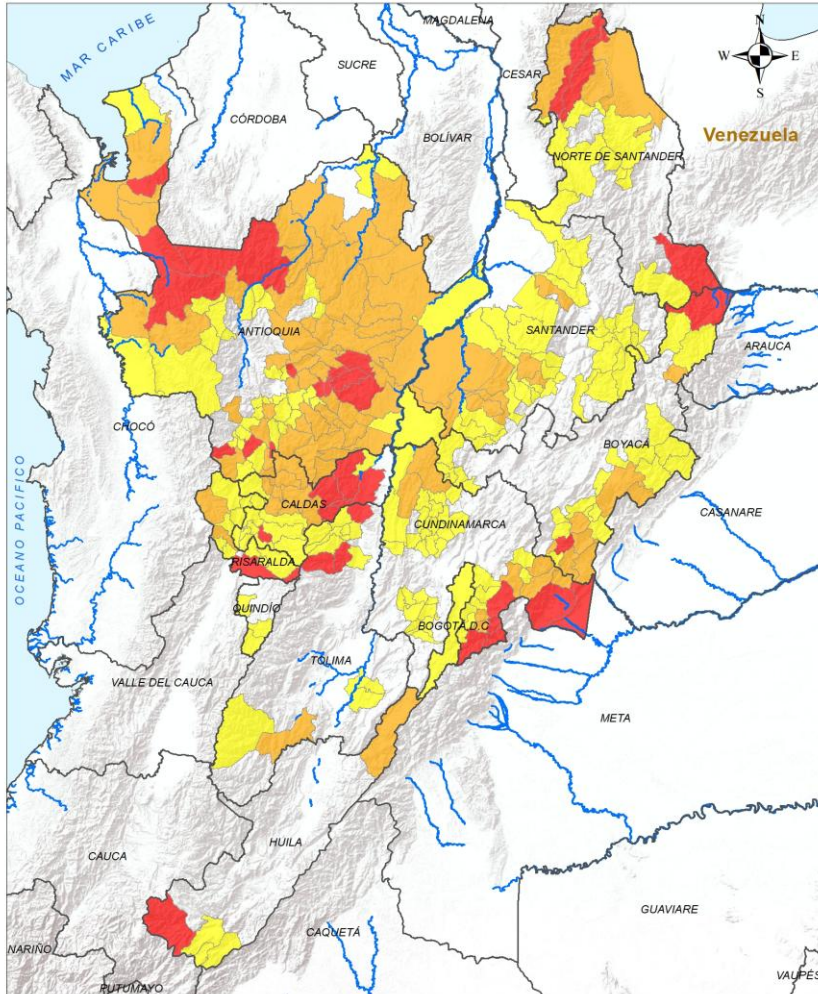 MAGDALENA
N
W E
S
MAR CARIBE
SUCRE
CESAR
CÓRDOBA
BOLÍVAR
Venezuela
NORTE DE SANTANDER
ANTIOQUIA
SANTANDER
ARAUCA
CHOCÓ
BOYACÁ
OCEANO PACIFICO
CALDAS
CUNDINAMARCA
CASANARE
RISARALDA
QUINDÍO
BOGOTÁ D.C
TOLIMA
VALLE DEL CAUCA
META
HUILA
CAUCA
GUAVIARE
CAQUETÁ
NARIÑO
PUTUMAYO
VAUPÉS